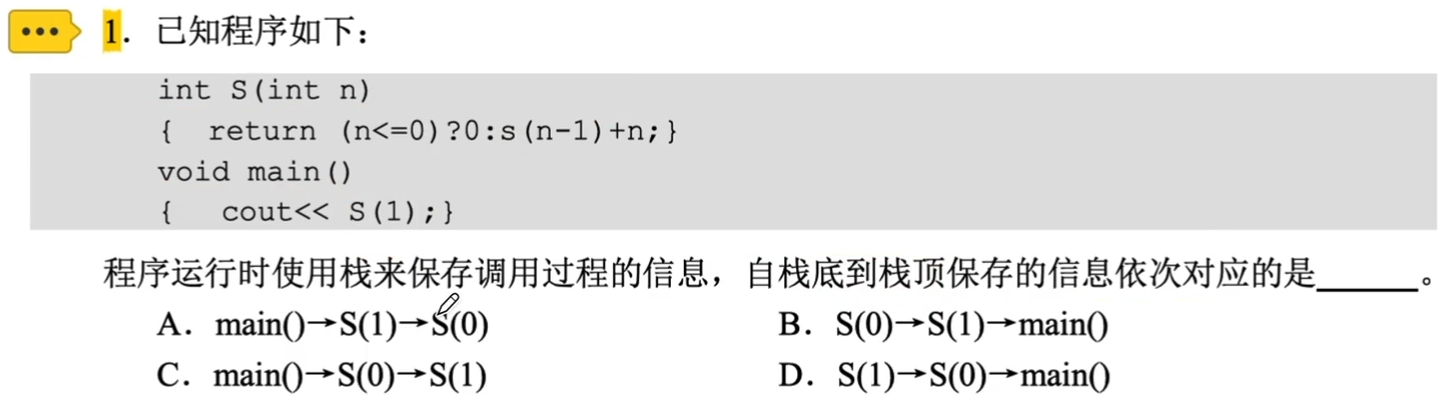 1. 已知程序如下：
int S(int n)
{ return (n<=0)?0:s(n-1)+n;}
void main()
{ cout<< S(1);}
程序运行时使用栈来保存调用过程的信息，自栈底到栈顶保存的信息依次对应的是______。
A. main()→S(1)→S(0) B. S(0)→S(1)→main()
C. main()→S(0)→S(1) D. S(1)→S(0)→main()